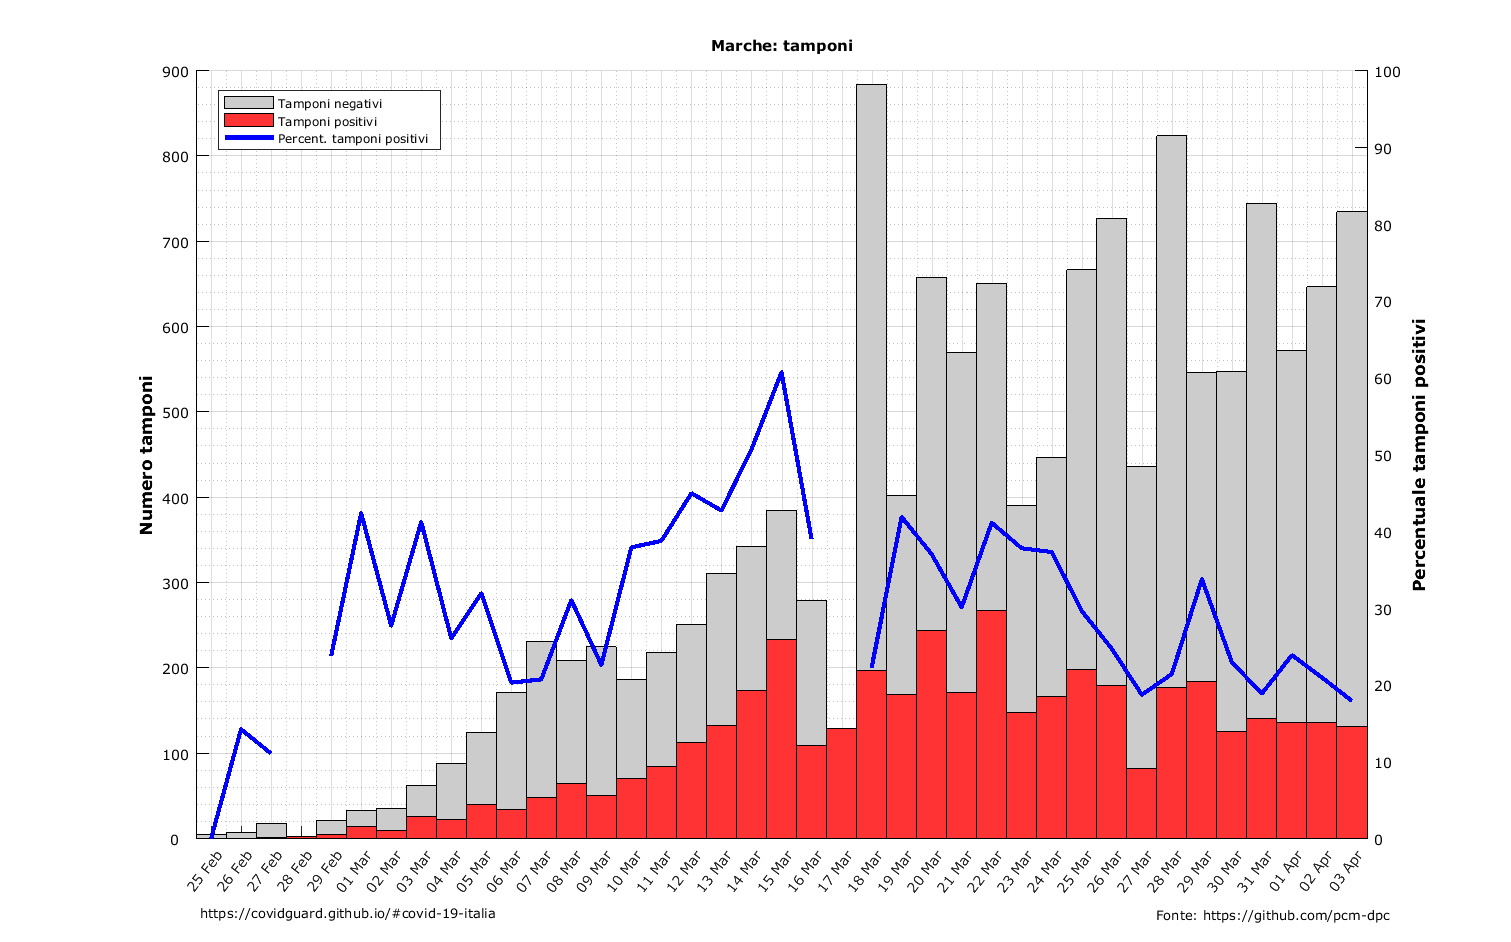 Marche: tamponi
Tamponi negativi
Tamponi positivi
Percent. tamponi positivi
Numero tamponi
900
800
700
600
500
400
300
200
100
0
Percentuale tamponi positivi
100
90
80
70
60
50
40
30
20
10
0
25 Feb
26 Feb
27 Feb
28 Feb
29 Feb
01 Mar
02 Mar
03 Mar
04 Mar
05 Mar
06 Mar
07 Mar
08 Mar
09 Mar
10 Mar
11 Mar
12 Mar
13 Mar
14 Mar
15 Mar
16 Mar
17 Mar
18 Mar
19 Mar
20 Mar
21 Mar
22 Mar
23 Mar
24 Mar
25 Mar
26 Mar
27 Mar
28 Mar
29 Mar
30 Mar
31 Mar
01 Apr
02 Apr
03 Apr
https://covidguard.github.io/#covid-19-italia
Fonte: https://github.com/pcm-dpc